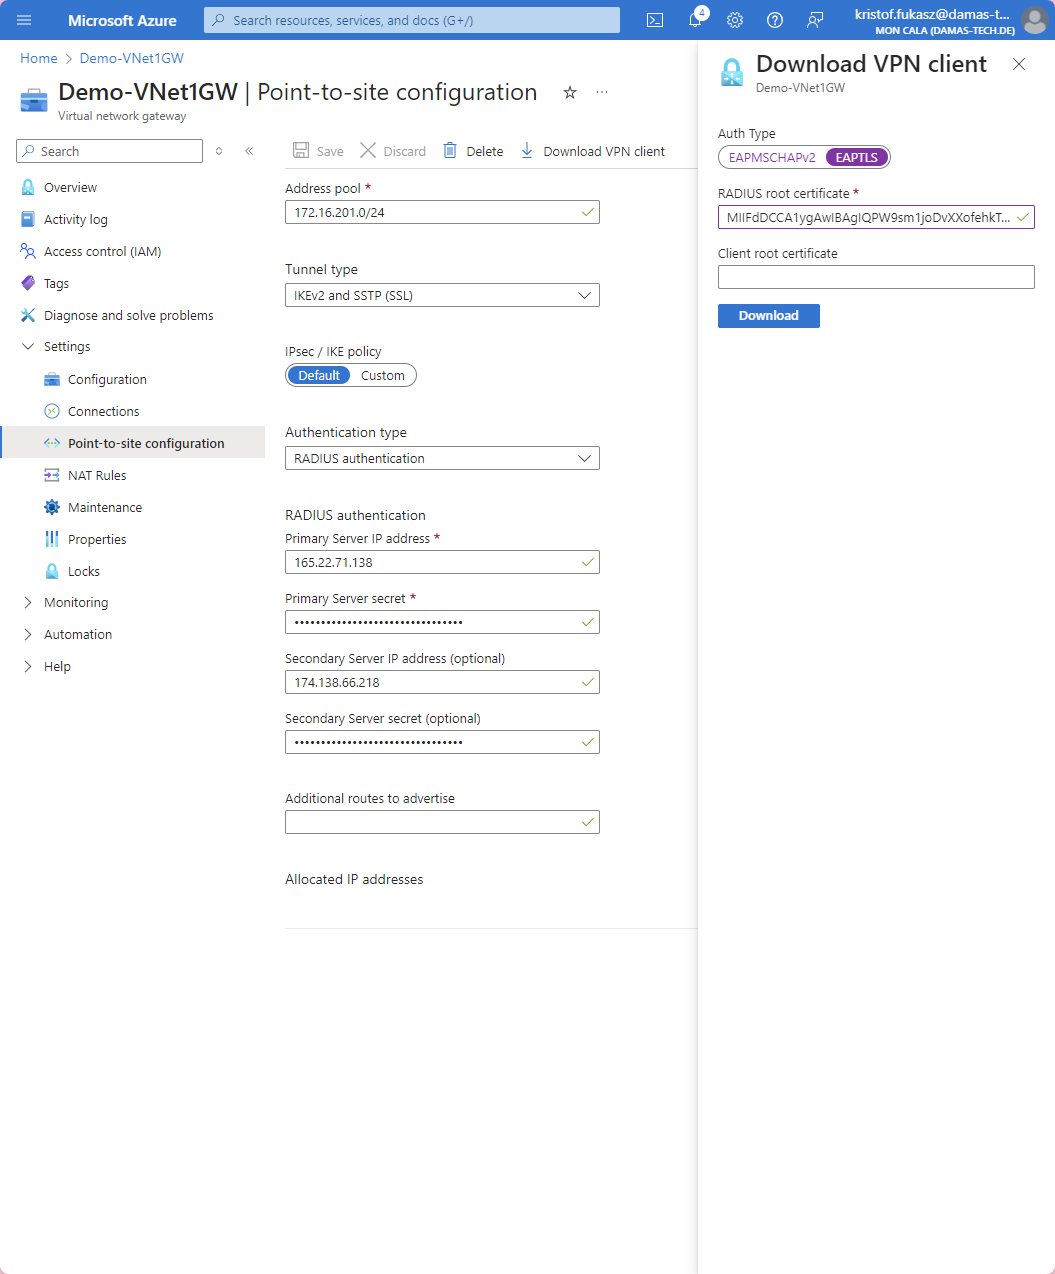 Microsoft Azure
Search resources, services, and docs (G+/)
4
kristof.fukasz@damas-t...
MON CALA (DAMAS-TECH.DE)
Home > Demo-VNet1GW
Demo-VNet1GW | Point-to-site configuration
Virtual network gateway
Search
Overview
Activity log
Access control (IAM)
Tags
Diagnose and solve problems
Settings
Configuration
Connections
Point-to-site configuration
NAT Rules
Maintenance
Properties
Locks
Monitoring
Automation
Help
Save
Discard
Delete
Download VPN client
Address pool *
172.16.201.0/24
Tunnel type
IKEv2 and SSTP (SSL)
IPsec / IKE policy
Default Custom
Authentication type
RADIUS authentication
RADIUS authentication
Primary Server IP address *
165.22.71.138
Primary Server secret *
Secondary Server IP address (optional)
174.138.66.218
Secondary Server secret (optional)
Additional routes to advertise
Allocated IP addresses
Download VPN client
Demo-VNet1GW
Auth Type
EAPMSCHAPv2 EAPTLS
RADIUS root certificate *
MIIFdDCCA1ygAwIBAgIQPW9sm1joDvXXofehkT...
Client root certificate
Download